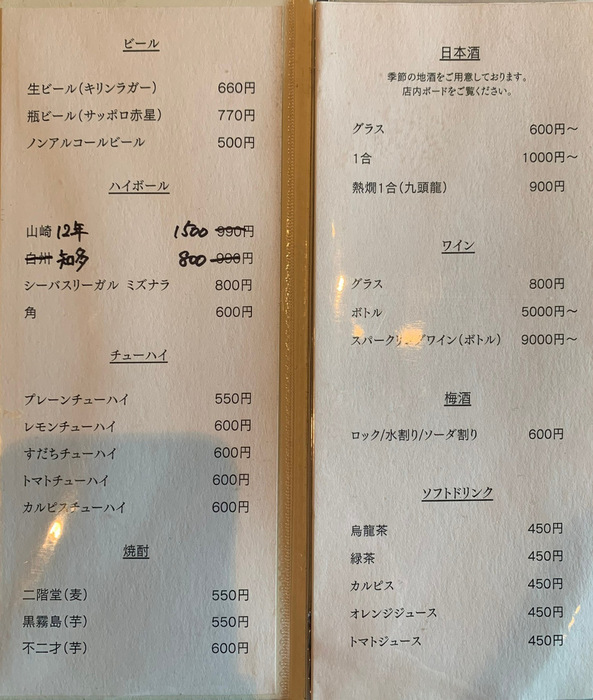 ビール
生ビール（キリンラガー） 660円
瓶ビール（サッポロ赤星） 770円
ノンアルコールビール 500円
ハイボール
山崎 12年 1500 990円
白州 知多 800 990円
シーバスリーガル ミズナラ 800円
角 600円
チューハイ
プレーンチューハイ 550円
レモンチューハイ 600円
すだちチューハイ 600円
トマトチューハイ 600円
カルピスチューハイ 600円
焼酎
二階堂（麦） 550円
黒霧島（芋） 550円
不二才（芋） 600円
日本酒
季節の地酒をご用意しております。
店内ボードをご覧ください。
グラス 600円～
1合 1000円～
熱燗1合（九頭龍） 900円
ワイン
グラス 800円
ボトル 5000円～
スパークリングワイン（ボトル） 9000円～
梅酒
ロック/水割り/ソーダ割り 600円
ソフトドリンク
烏龍茶 450円
緑茶 450円
カルピス 450円
オレンジジュース 450円
トマトジュース 450円